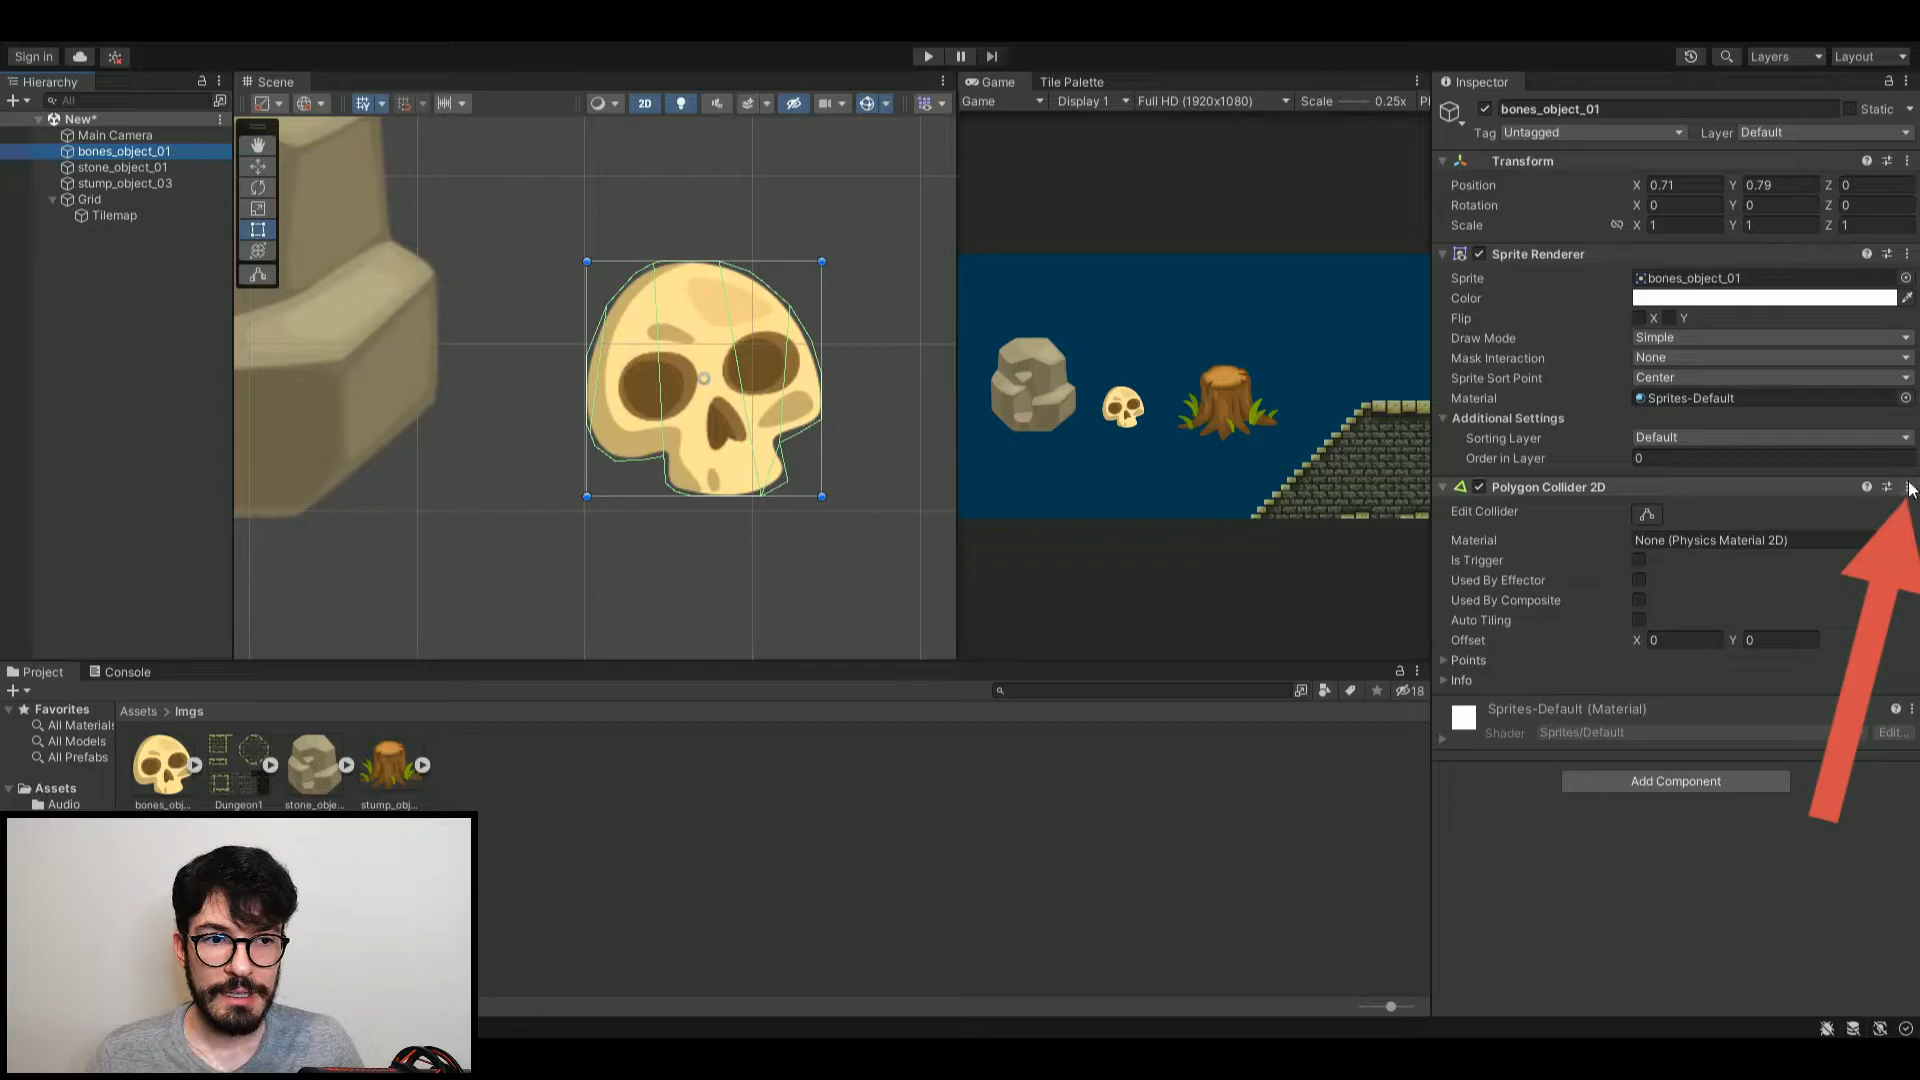 Sign in
Layers
Layout
Hierarchy
All
New*
Main Camera
bones_object_01
stone_object_01
stump_object_03
Grid
Tilemap
Scene
2D
Game
Tile Palette
Game
Display 1
Full HD (1920x1080)
Scale
0.25x
Inspector
bones_object_01
Static
Tag Untagged
Layer Default
Transform
Position X 0.71 Y 0.79 Z 0
Rotation X 0 Y 0 Z 0
Scale X 1 Y 1 Z 1
Sprite Renderer
Sprite bones_object_01
Color
Flip X Y
Draw Mode Simple
Mask Interaction None
Sprite Sort Point Center
Material Sprites-Default
Additional Settings
Sorting Layer Default
Order in Layer 0
Polygon Collider 2D
Edit Collider
Material None (Physics Material 2D)
Is Trigger
Used By Effector
Used By Composite
Auto Tiling
Offset X 0 Y 0
Points
Info
Sprites-Default (Material)
Shader Sprites/Default Edit...
Add Component
Project
Console
18
Favorites
All Materials
All Models
All Prefabs
Assets
Audio
Assets > Imgs
bones_obj...
Dungeon1
stone_obje...
stump_obj...